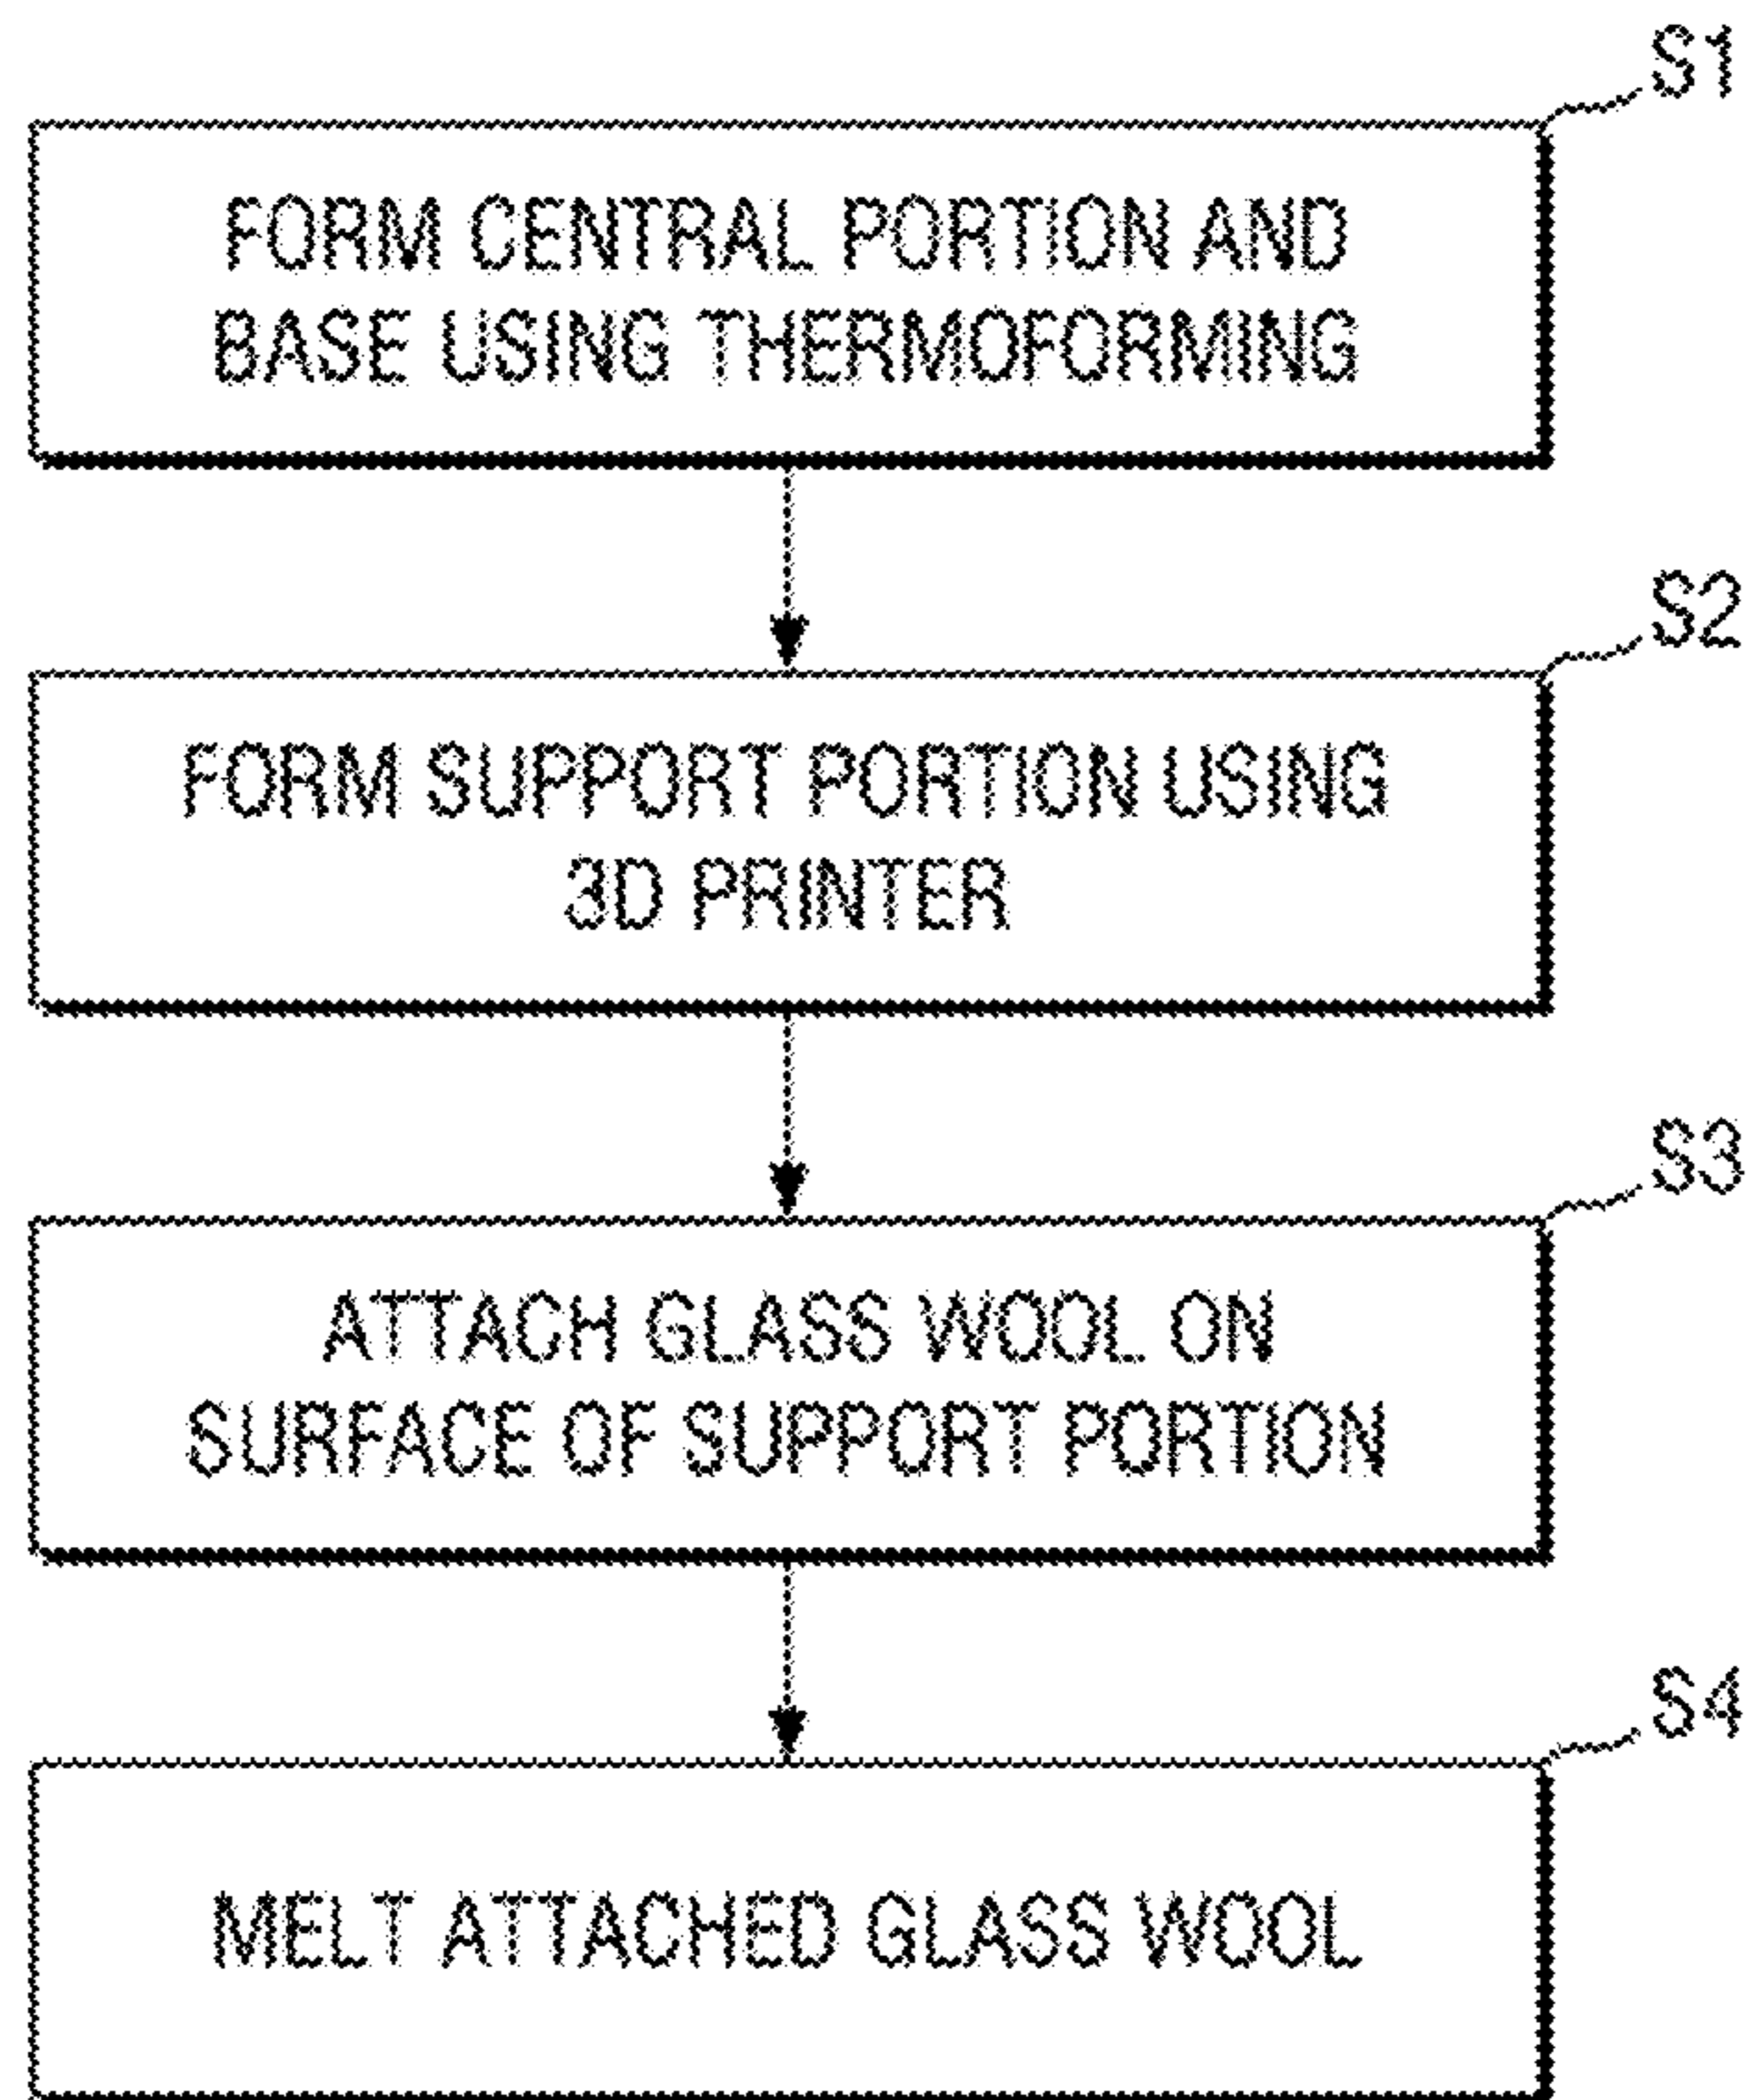 S1
FORM CENTRAL PORTION AND
BASE USING THERMOFORMING
S2
FORM SUPPORT PORTION USING
3D PRINTER
S3
ATTACH GLASS WOOL ON
SURFACE OF SUPPORT PORTION
S4
MELT ATTACHED GLASS WOOL